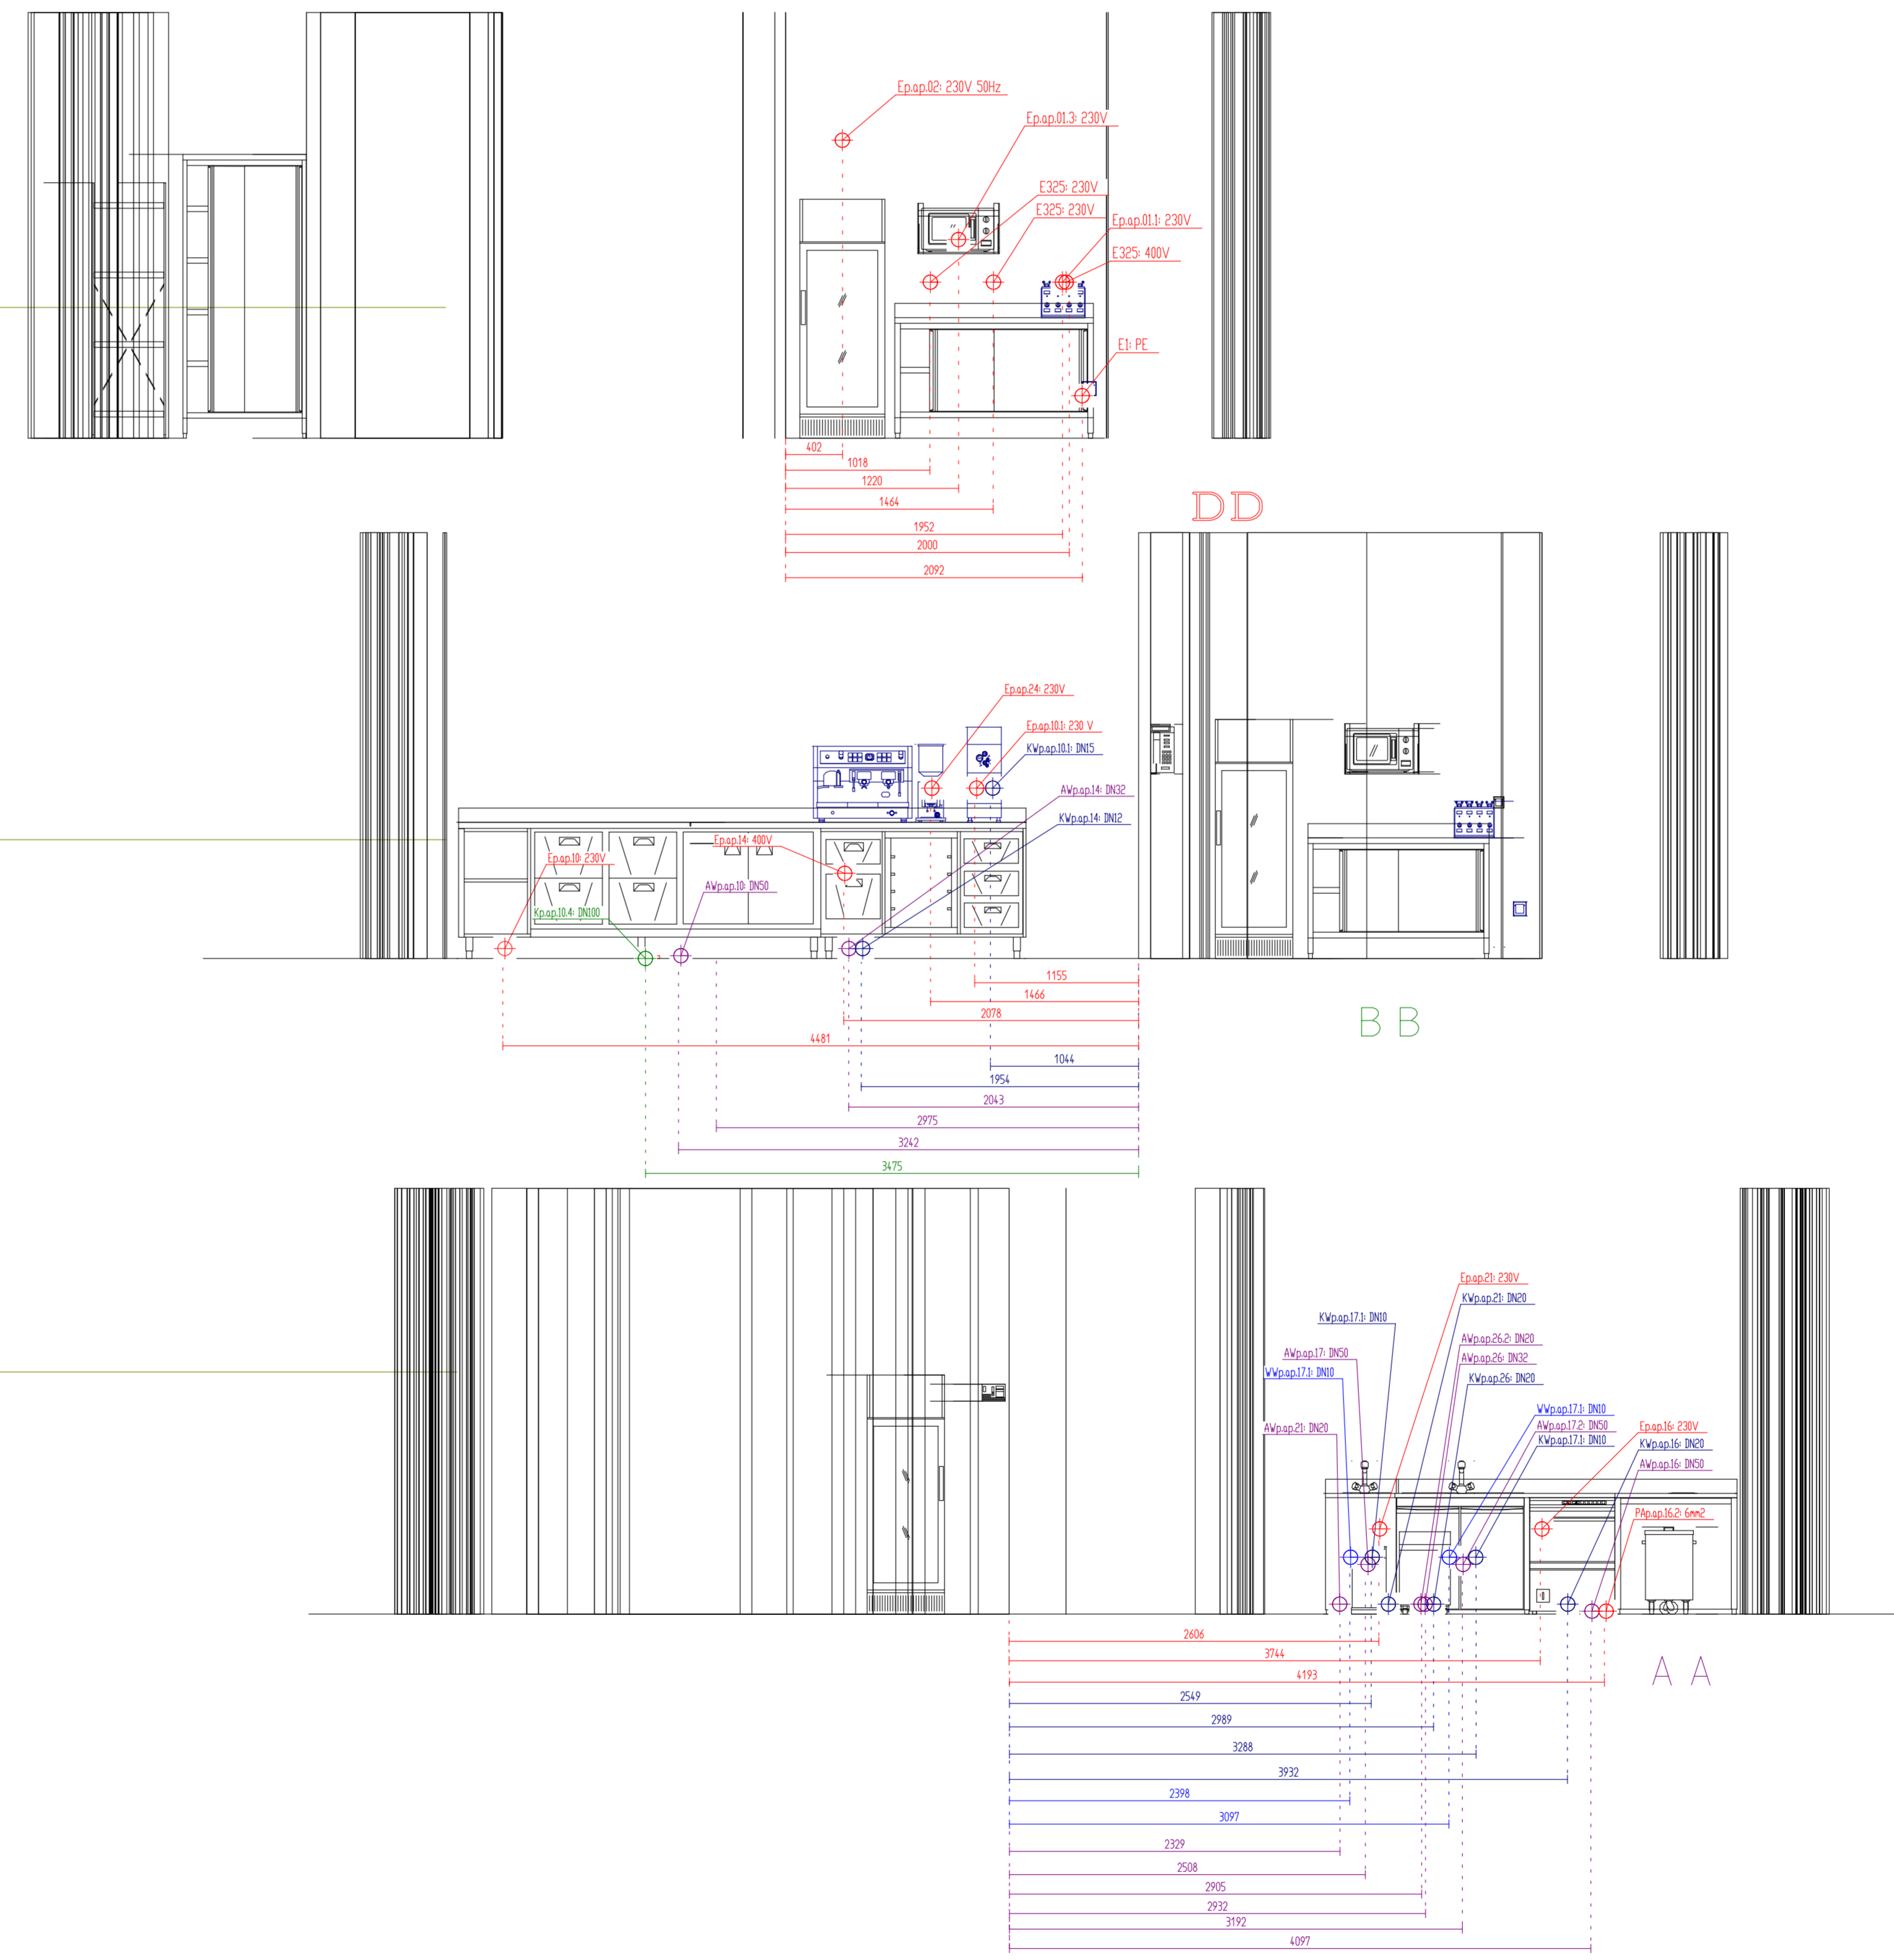 Ep.ap.02: 230V 50Hz
Ep.ap.01.3: 230V
E325: 230V
E325: 230V
Ep.ap.01.1: 230V
E325: 400V
E1: PE
402
1018
1220
1464
1952
2000
2092
DD
Ep.ap.24: 230V
Ep.ap.10.1: 230 V
KWp.ap.10.1: DN15
AWp.ap.14: DN32
KWp.ap.14: DN12
Ep.ap.14: 400V
Ep.ap.10: 230V
AWp.ap.10: DN50
Kp.ap.10.4: DN100
1155
1466
2078
4481
1044
1954
2043
2975
3242
3475
B B
Ep.ap.21: 230V
KWp.ap.21: DN20
KWp.ap.17.1: DN10
AWp.ap.26.2: DN20
AWp.ap.17: DN50
AWp.ap.26: DN32
WWp.ap.17.1: DN10
KWp.ap.26: DN20
WWp.ap.17.1: DN10
AWp.ap.21: DN20
AWp.ap.17.2: DN50
Ep.ap.16: 230V
KWp.ap.17.1: DN10
KWp.ap.16: DN20
AWp.ap.16: DN50
PAp.ap.16.2: 6mm2
2606
3744
4193
A A
2549
2989
3288
3932
2398
3097
2329
2508
2905
2932
3192
4097